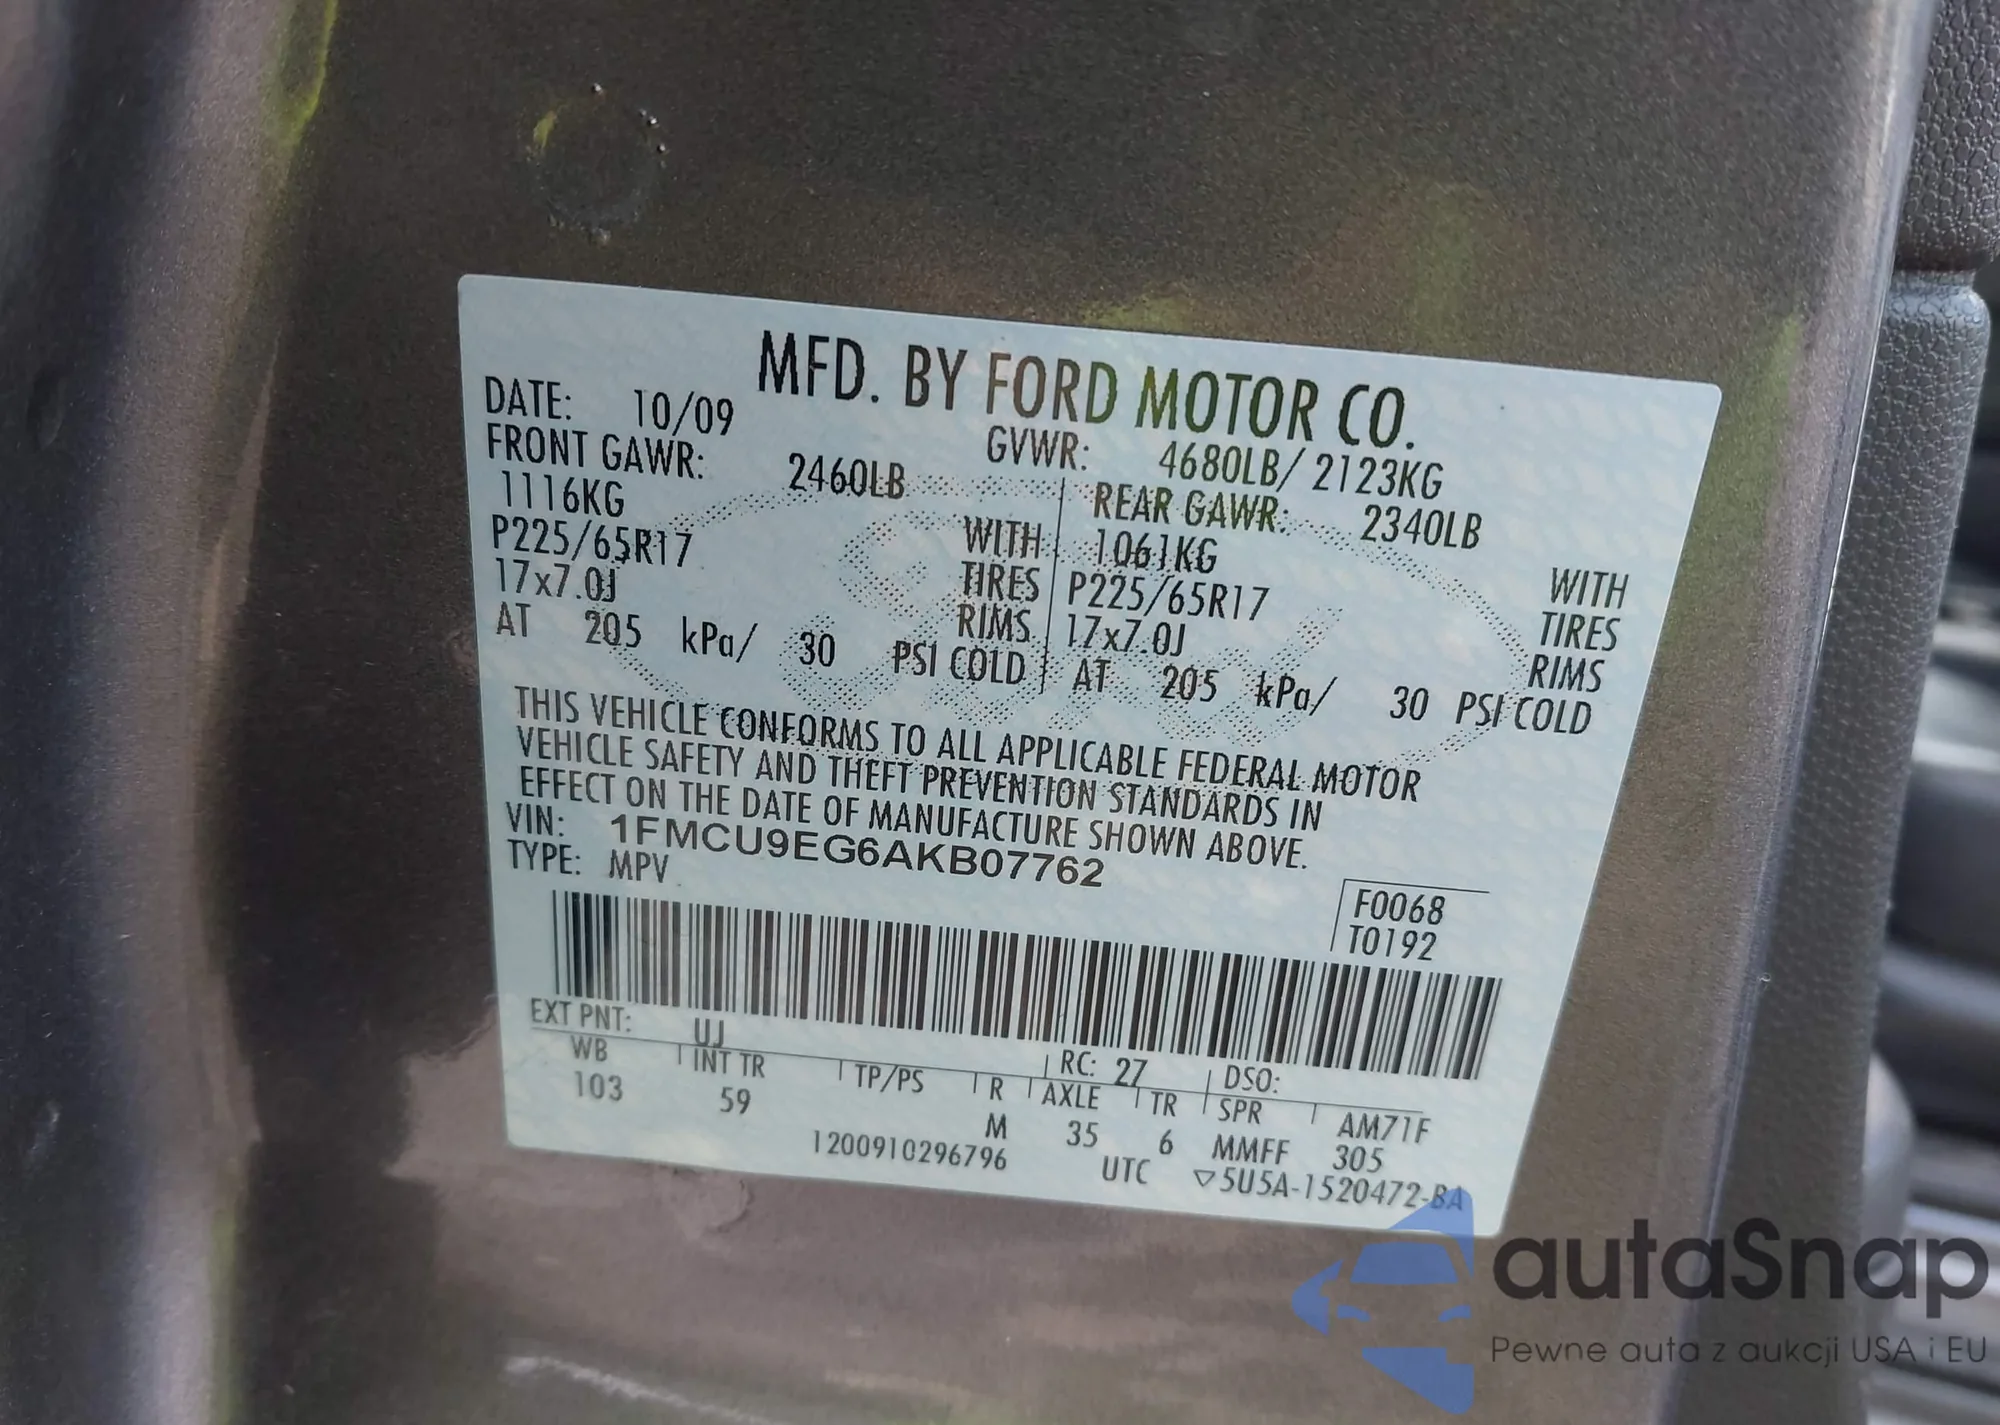 MFD. BY FORD MOTOR CO.
DATE: 10/09 GVWR: 4680LB/ 2123KG
FRONT GAWR: 2460LB REAR GAWR: 2340LB
1116KG WITH 1061KG WITH
P225/65R17 TIRES P225/65R17 TIRES
17x7.0J RIMS 17x7.0J RIMS
AT 205 kPa/ 30 PSI COLD AT 205 kPa/ 30 PSI COLD
THIS VEHICLE CONFORMS TO ALL APPLICABLE FEDERAL MOTOR
VEHICLE SAFETY AND THEFT PREVENTION STANDARDS IN
EFFECT ON THE DATE OF MANUFACTURE SHOWN ABOVE.
VIN: 1FMCU9EG6AKB07762
TYPE: MPV
F0068
T0192
EXT PNT: UJ RC: 27 DSO:
WB INT TR TP/PS R AXLE TR SPR AM71F
103 59 M 35 6 MMFF 305
1200910296796 UTC ▽5U5A-1520472-BA
autaSnap
Pewne auta z aukcji USA i EU